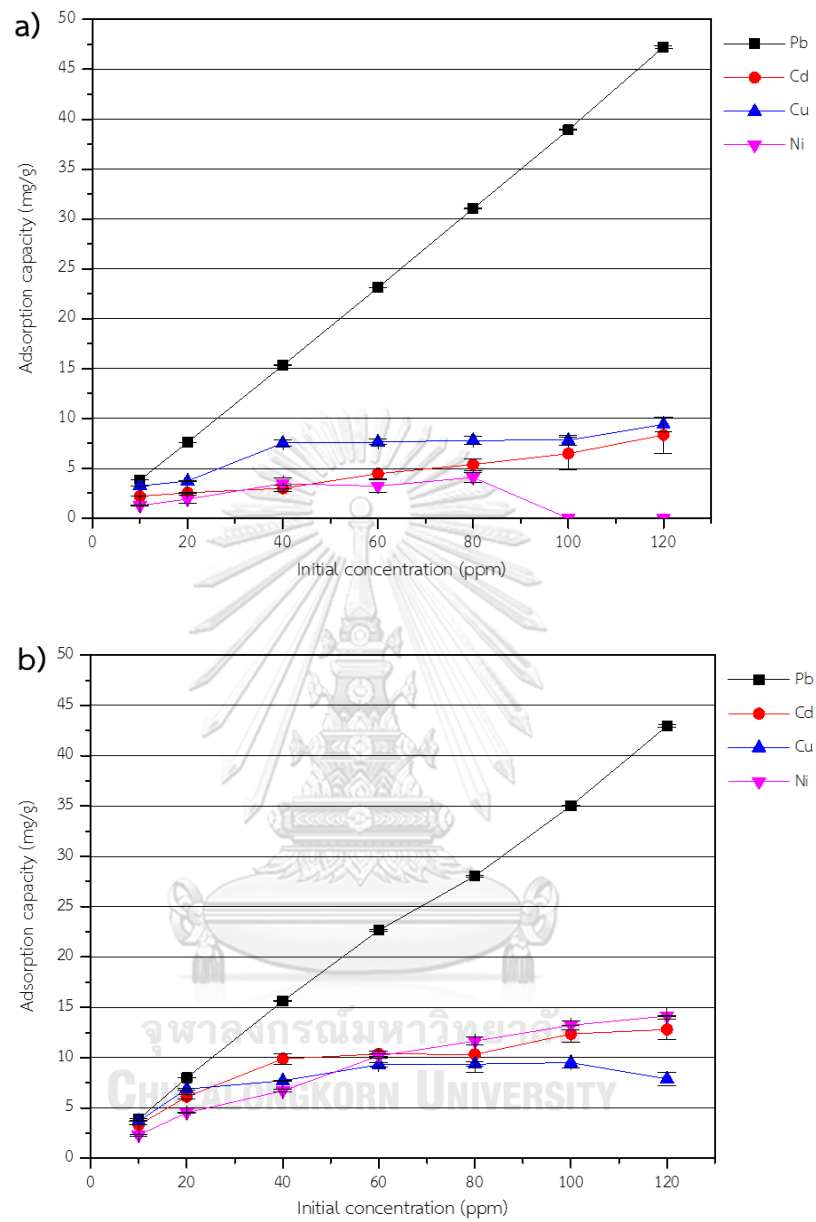 a)
50
45
40
35
30
25
20
15
10
5
0
Adsorption capacity (mg/g)
0 20 40 60 80 100 120
Initial concentration (ppm)
Pb
Cd
Cu
Ni
b)
50
45
40
35
30
25
20
15
10
5
0
Adsorption capacity (mg/g)
0 20 40 60 80 100 120
Initial concentration (ppm)
Pb
Cd
Cu
Ni
จุฬาลงกรณ์มหาวิทยาลัย
CHULALONGKORN UNIVERSITY